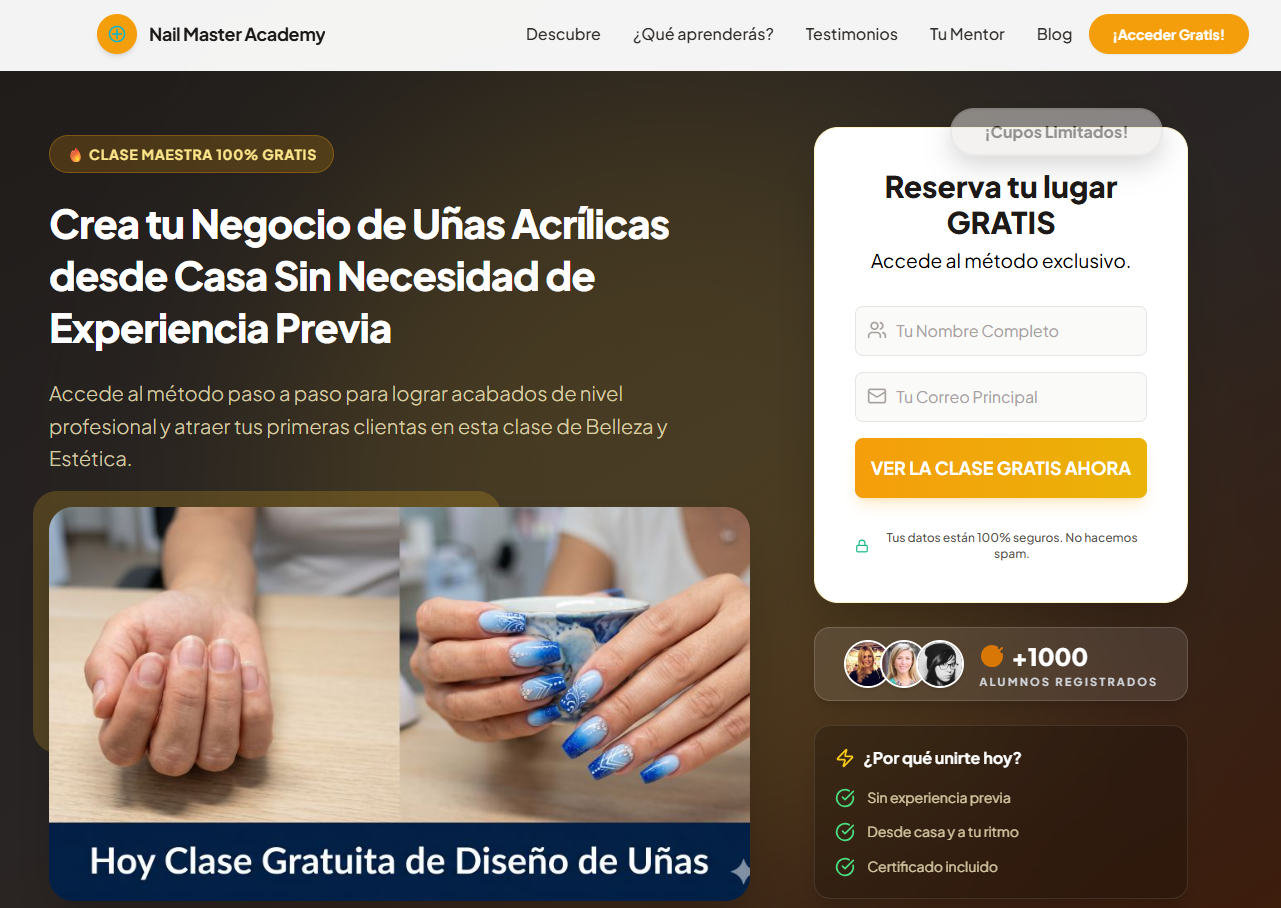 Nail Master Academy
Descubre
¿Qué aprenderás?
Testimonios
Tu Mentor
Blog
¡Acceder Gratis!
CLASE MAESTRA 100% GRATIS
Crea tu Negocio de Uñas Acrílicas
desde Casa Sin Necesidad de
Experiencia Previa
Accede al método paso a paso para lograr acabados de nivel
profesional y atraer tus primeras clientas en esta clase de Belleza y
Estética.
Hoy Clase Gratuita de Diseño de Uñas
¡Cupos Limitados!
Reserva tu lugar
GRATIS
Accede al método exclusivo.
Tu Nombre Completo
Tu Correo Principal
VER LA CLASE GRATIS AHORA
Tus datos están 100% seguros. No hacemos
spam.
+1000
ALUMNOS REGISTRADOS
¿Por qué unirte hoy?
Sin experiencia previa
Desde casa y a tu ritmo
Certificado incluido